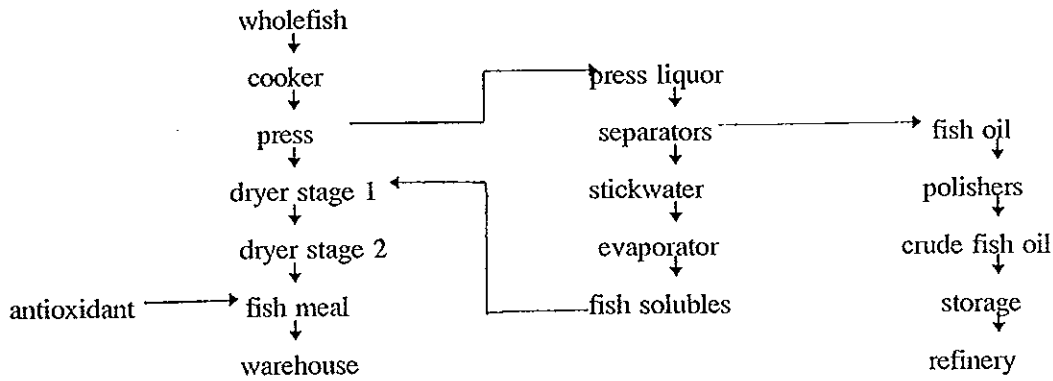 wholefish
cooker
press
dryer stage 1
dryer stage 2
antioxidant
fish meal
warehouse
press liquor
separators
stickwater
evaporator
fish solubles
fish oil
polishers
crude fish oil
storage
refinery